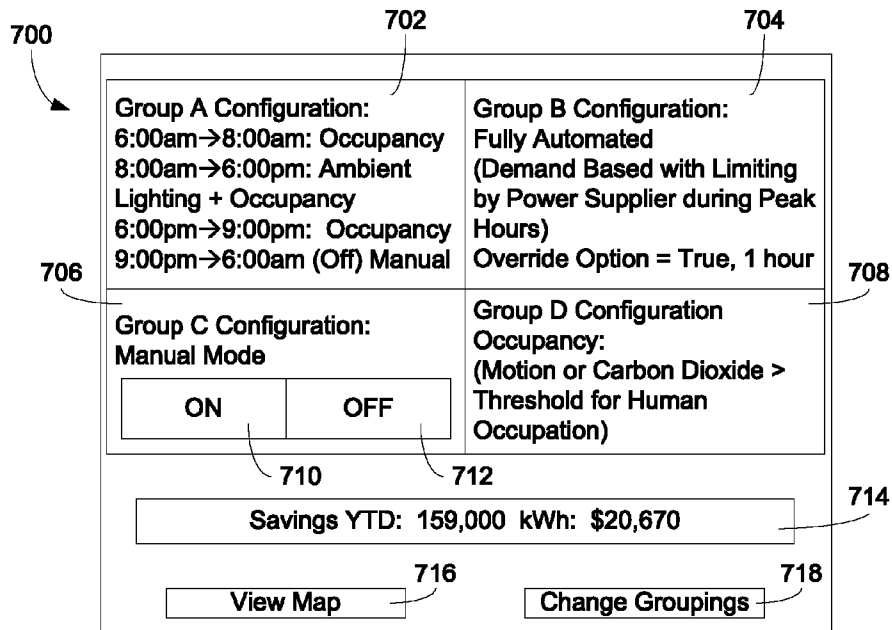 700
702
704
Group A Configuration:
6:00am→8:00am: Occupancy
8:00am→6:00pm: Ambient
Lighting + Occupancy
6:00pm→9:00pm: Occupancy
9:00pm→6:00am (Off) Manual
Group B Configuration:
Fully Automated
(Demand Based with Limiting
by Power Supplier during Peak
Hours)
Override Option = True, 1 hour
706
708
Group C Configuration:
Manual Mode
ON
OFF
Group D Configuration
Occupancy:
(Motion or Carbon Dioxide >
Threshold for Human
Occupation)
710
712
714
Savings YTD: 159,000 kWh: $20,670
716
718
View Map
Change Groupings